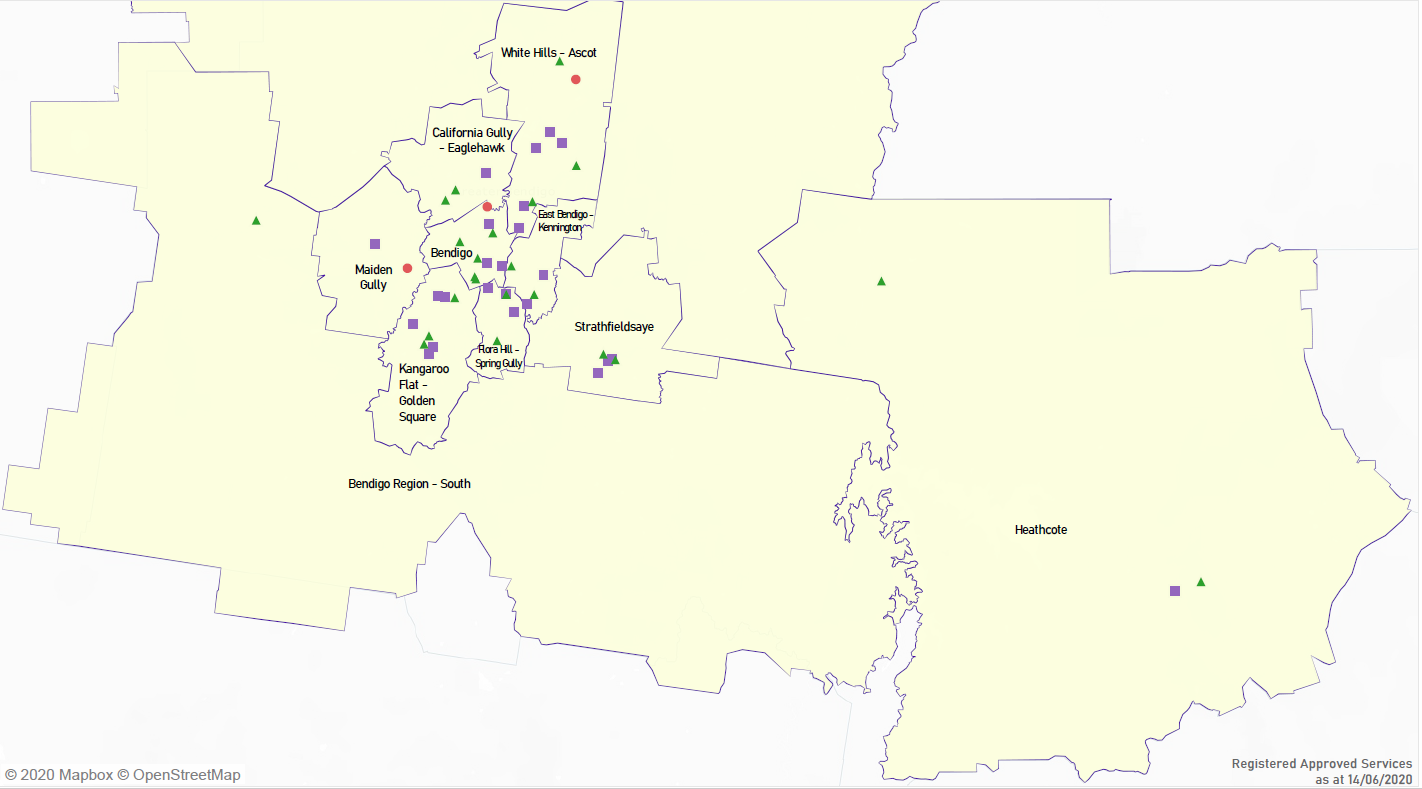 White Hills - Ascot
California Gully
- Eaglehawk
East Bendigo -
Kennington
Bendigo
Maiden
Gully
Strathfieldsaye
Flora Hill -
Spring Gully
Kangaroo
Flat -
Golden
Square
Bendigo Region - South
Heathcote
© 2020 Mapbox © OpenStreetMap
Registered Approved Services
as at 14/06/2020